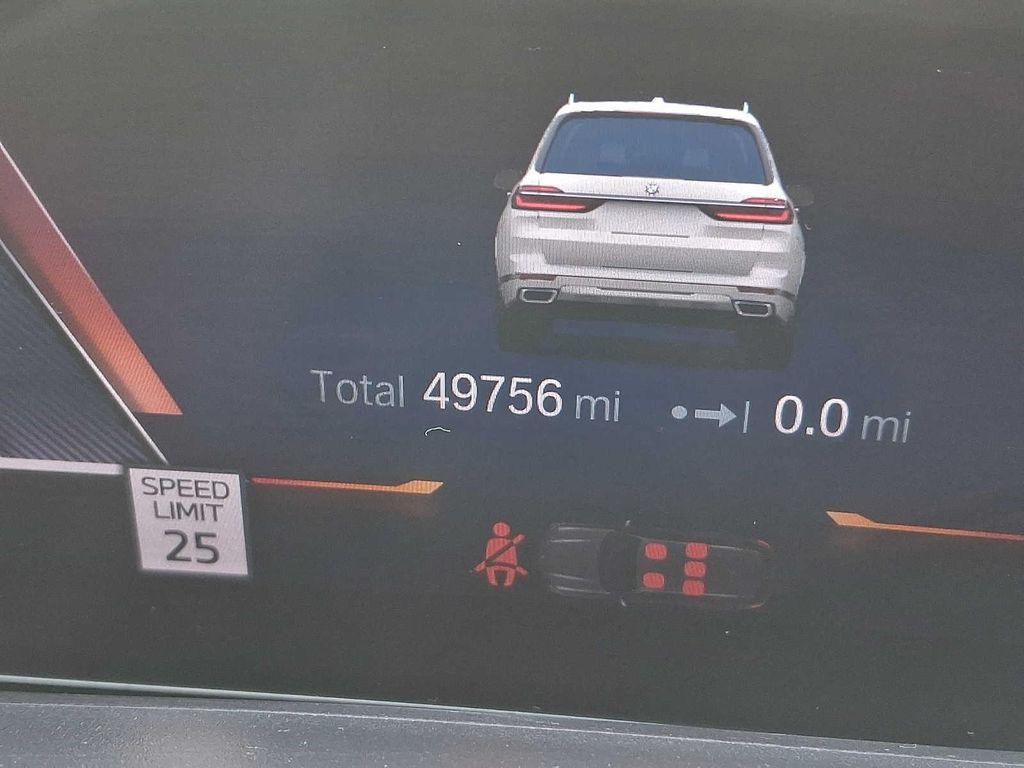 Total 49756 mi 0.0 mi
SPEED
LIMIT
25